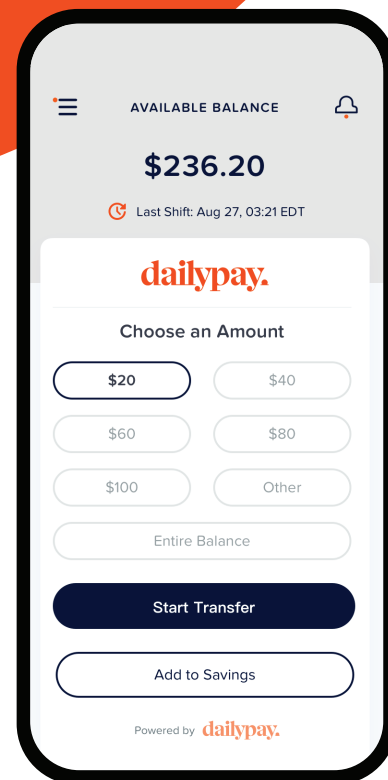 AVAILABLE BALANCE
$236.20
Last Shift: Aug 27, 03:21 EDT
dailypay.
Choose an Amount
$20
$40
$60
$80
$100
Other
Entire Balance
Start Transfer
Add to Savings
Powered by dailypay.